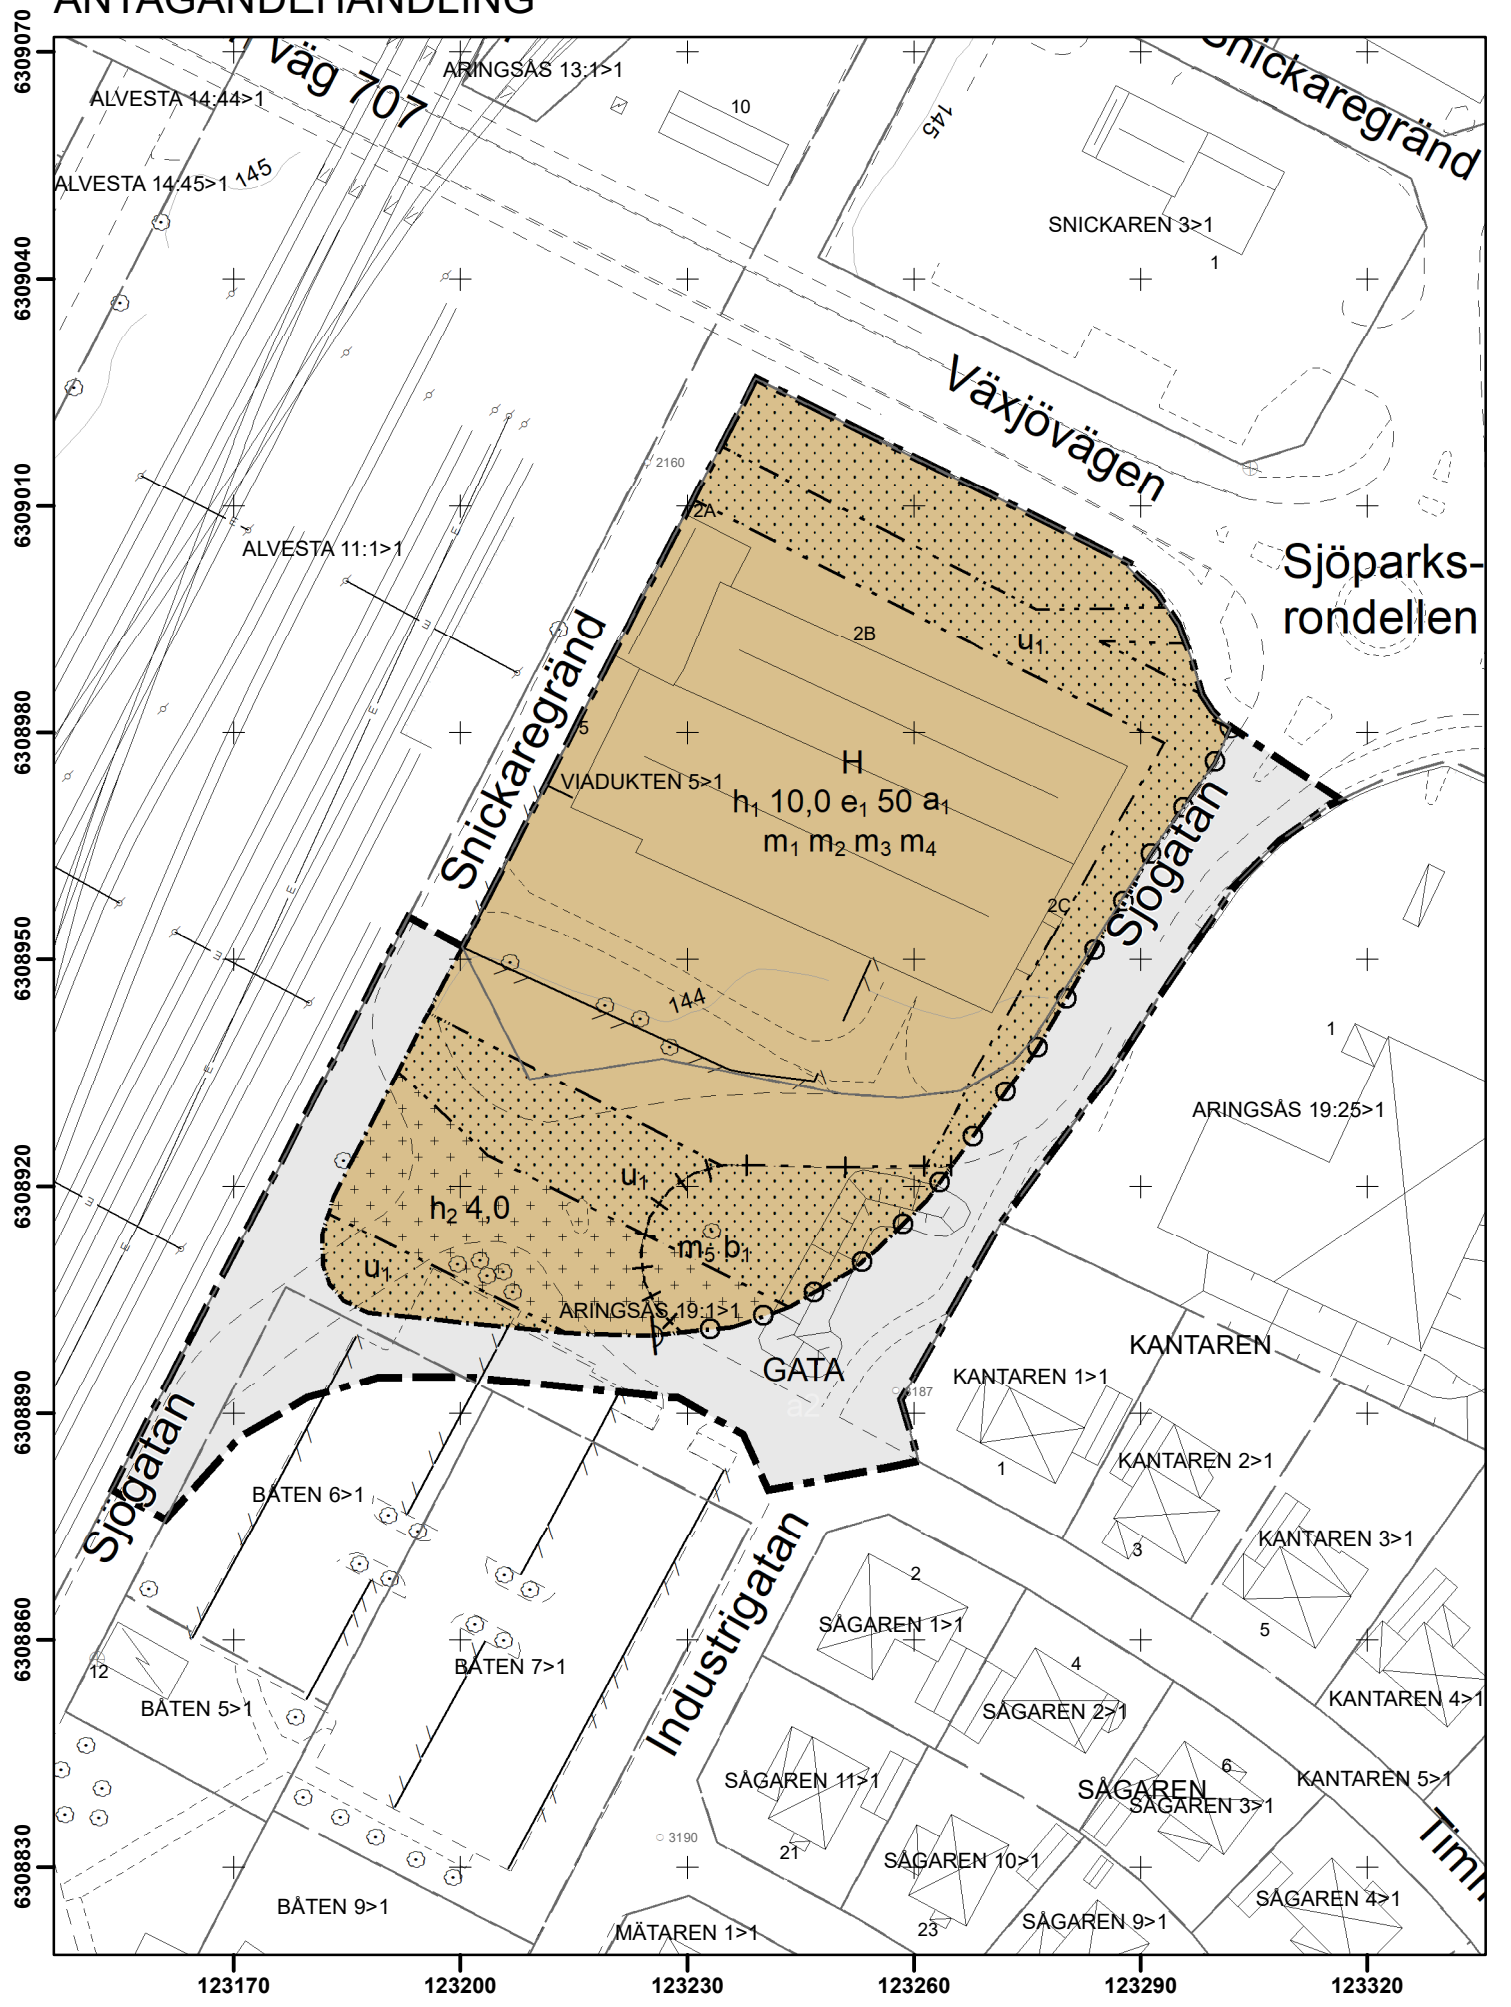 ANTAGANDEHANDLING
6309070
6309040
6309010
6308980
6308950
6308920
6308890
6308860
6308830
123170
123200
123230
123260
123290
123320
väg 707
ARINGSÅS 13:1>1
ALVESTA 14:44>1
ALVESTA 14:45>1
145
10
145
Snickaregränd
SNICKAREN 3>1
1
Växjövägen
2160
2A
ALVESTA 11:1>1
Sjöparks-
rondellen
2B
u1
Snickaregränd
5
VIADUKTEN 5>1
H
h1 10,0 e1 50 a1
m1 m2 m3 m4
Sjögatan
2C
144
1
ARINGSÅS 19:25>1
u1
h2 4,0
m5 b1
u1
ARINGSÅS 19:1>1
GATA
a2
KANTAREN
KANTAREN 1>1
1
KANTAREN 2>1
3
KANTAREN 3>1
5
KANTAREN 4>1
KANTAREN 5>1
Sjögatan
BÅTEN 6>1
BÅTEN 7>1
12
BÅTEN 5>1
BÅTEN 9>1
Industrigatan
2
SÅGAREN 1>1
4
SÅGAREN 2>1
SÅGAREN 11>1
21
SÅGAREN
6
SÅGAREN 3>1
3190
SÅGAREN 10>1
23
SÅGAREN 9>1
SÅGAREN 4>1
MÄTAREN 1>1